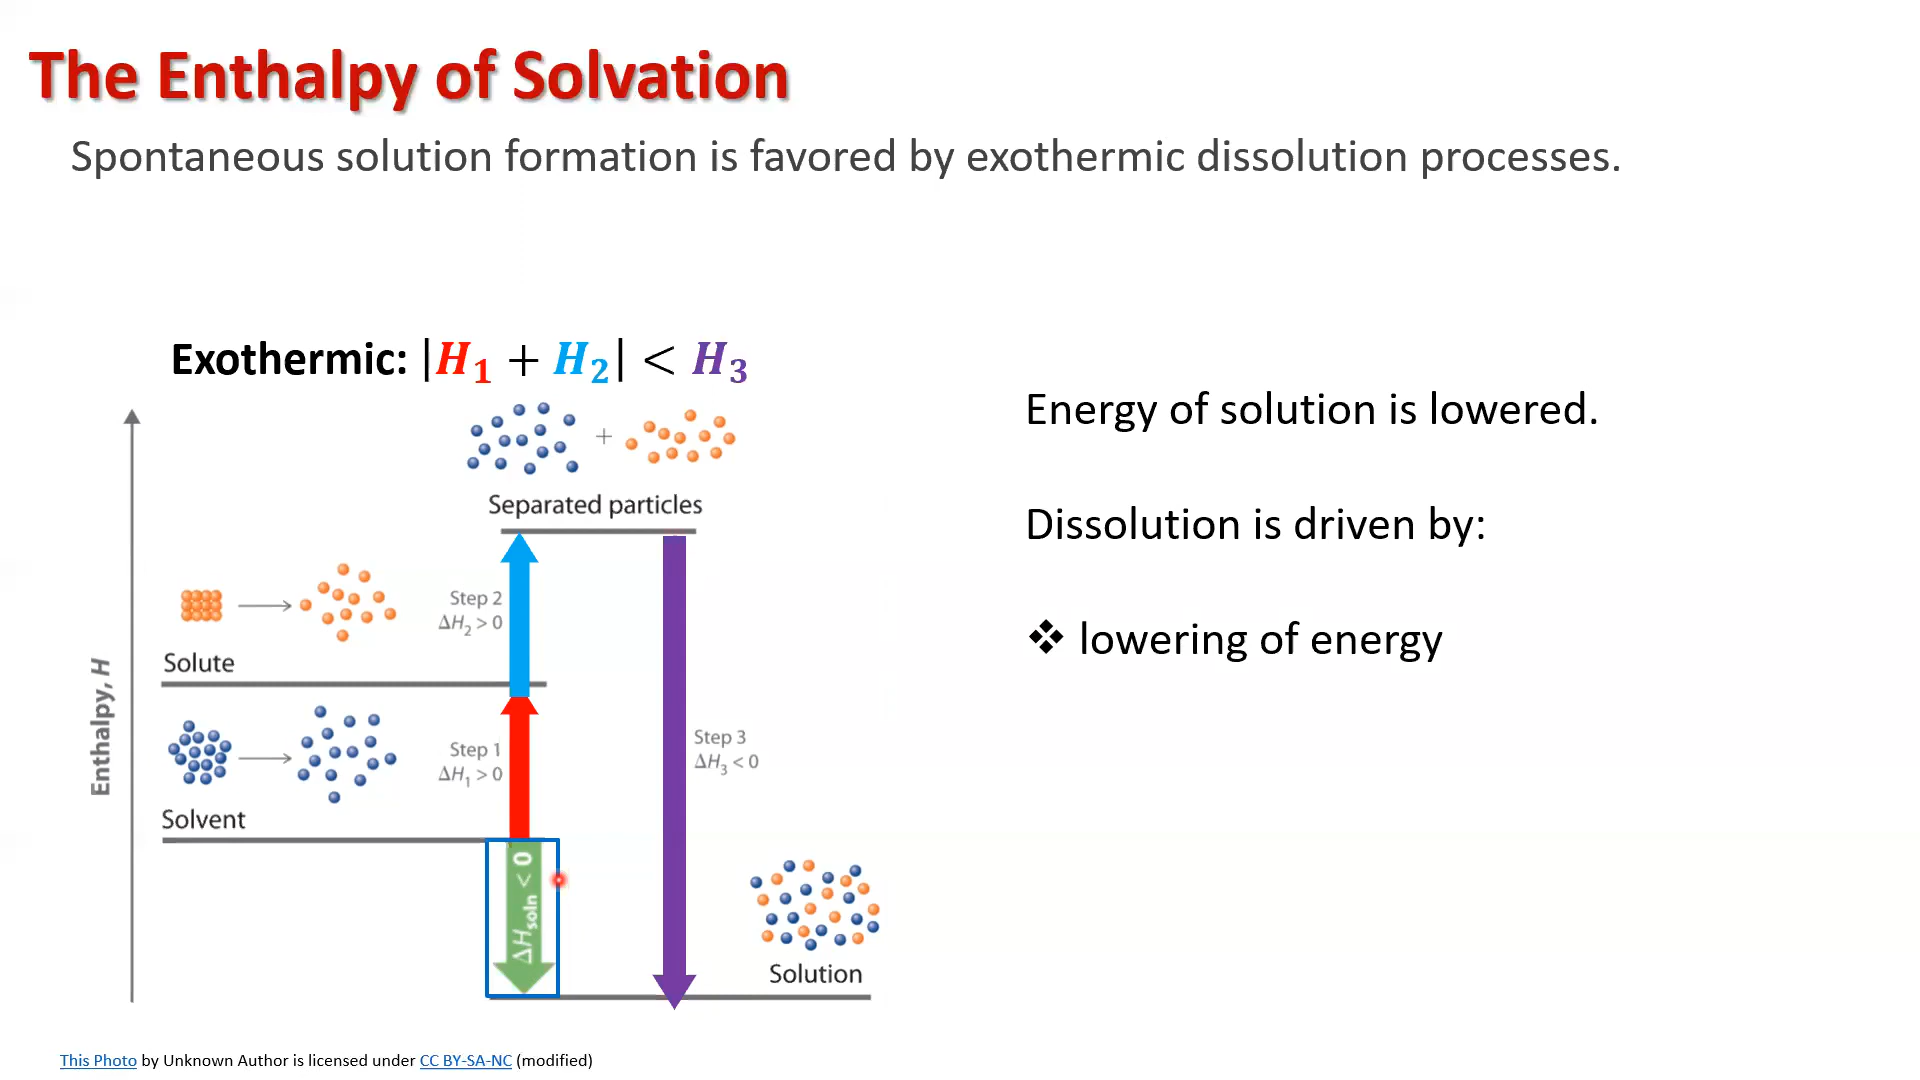 The Enthalpy of Solvation
Spontaneous solution formation is favored by exothermic dissolution processes.
Exothermic: |H₁ + H₂| < H₃
+
Separated particles
Step 2
ΔH₂ > 0
Solute
Step 1
ΔH₁ > 0
Solvent
Enthalpy, H
ΔHsoln < 0
Step 3
ΔH₃ < 0
Solution
Energy of solution is lowered.
Dissolution is driven by:
❖ lowering of energy
This Photo by Unknown Author is licensed under CC BY-SA-NC (modified)